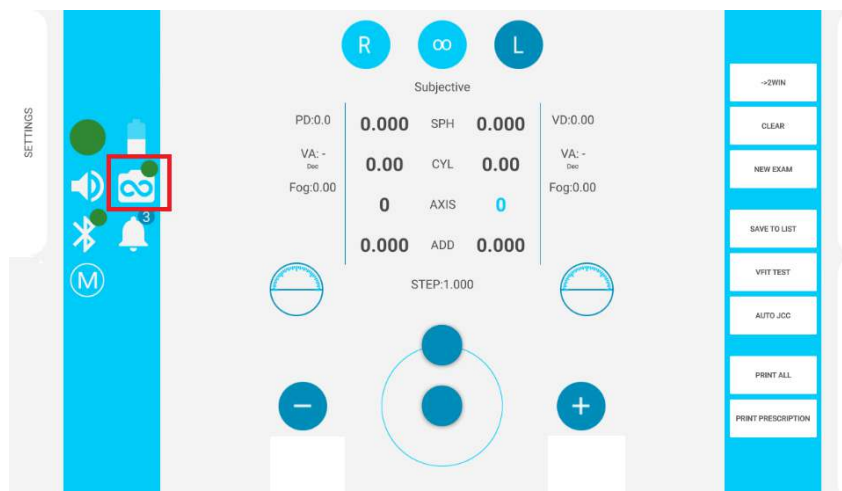 SETTINGS
3
M
R ∞ L
Subjective
PD:0.0
VA: -
Dec
Fog:0.00
0.000 SPH 0.000
0.00 CYL 0.00
0 AXIS 0
0.000 ADD 0.000
VD:0.00
VA: -
Dec
Fog:0.00
STEP:1.000
− +
->2WIN
CLEAR
NEW EXAM
SAVE TO LIST
VFIT TEST
AUTO JCC
PRINT ALL
PRINT PRESCRIPTION